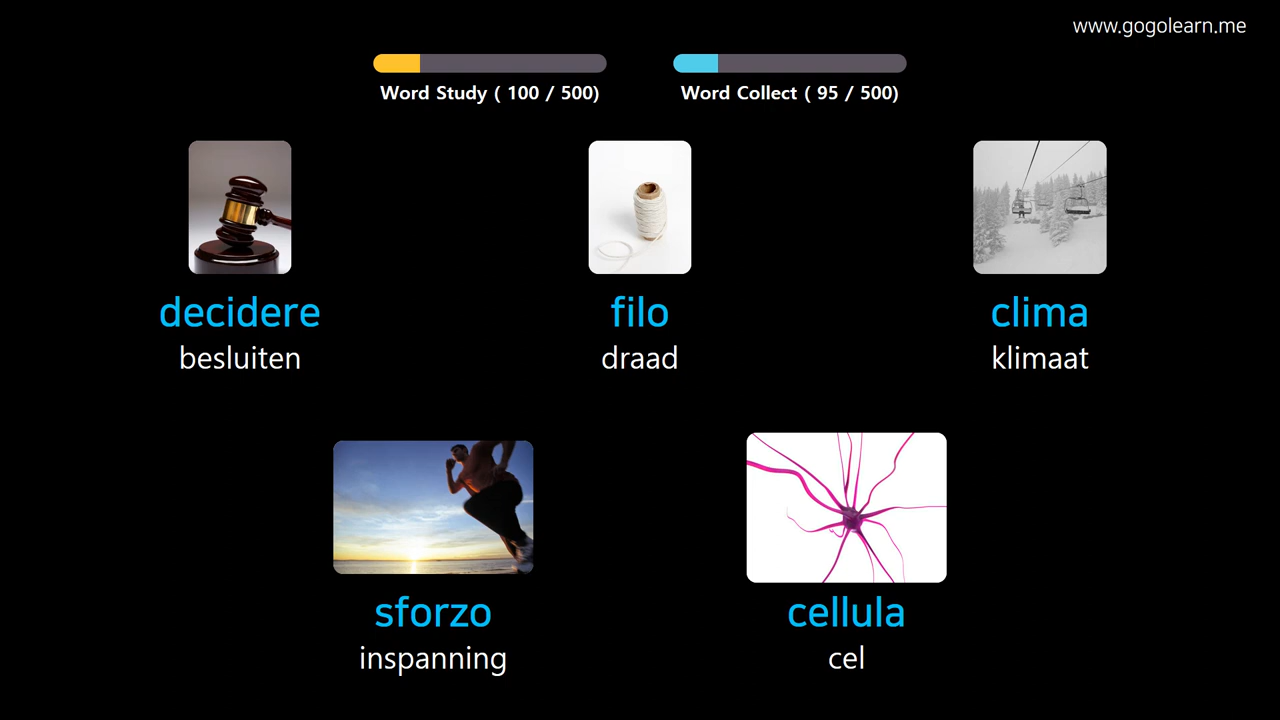 www.gogolearn.me
Word Study ( 100 / 500)
Word Collect ( 95 / 500)
decidere
besluiten
filo
draad
clima
klimaat
sforzo
inspanning
cellula
cel